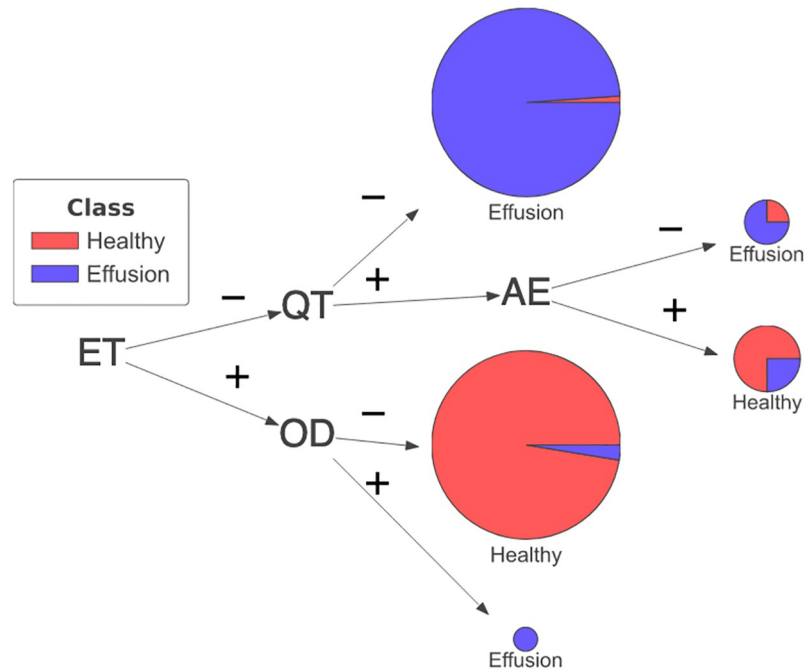 Effusion
Class
Healthy
Effusion
−
−
Effusion
+
−
QT
AE
ET
+
+
Healthy
−
OD
+
Healthy
Effusion